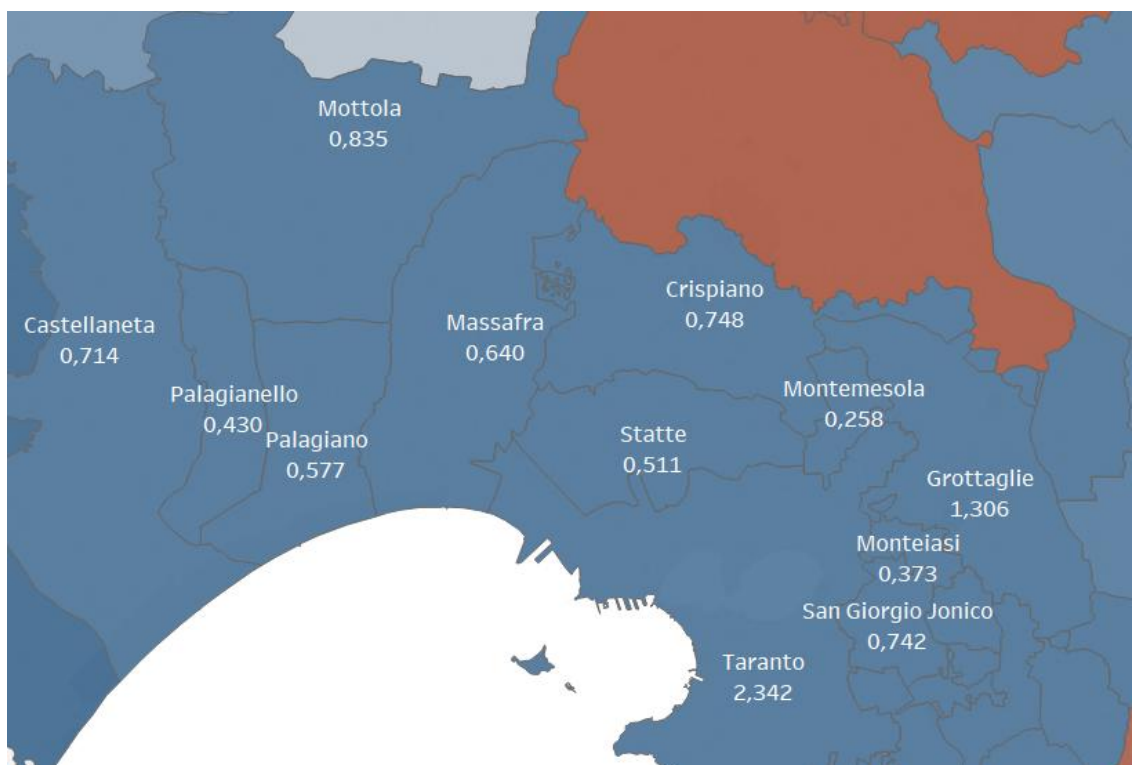 Mottola
0,835
Crispiano
0,748
Castellaneta
0,714
Massafra
0,640
Palagianello
0,430
Montemesola
0,258
Palagiano
0,577
Statte
0,511
Grottaglie
1,306
Monteiasi
0,373
San Giorgio Jonico
0,742
Taranto
2,342